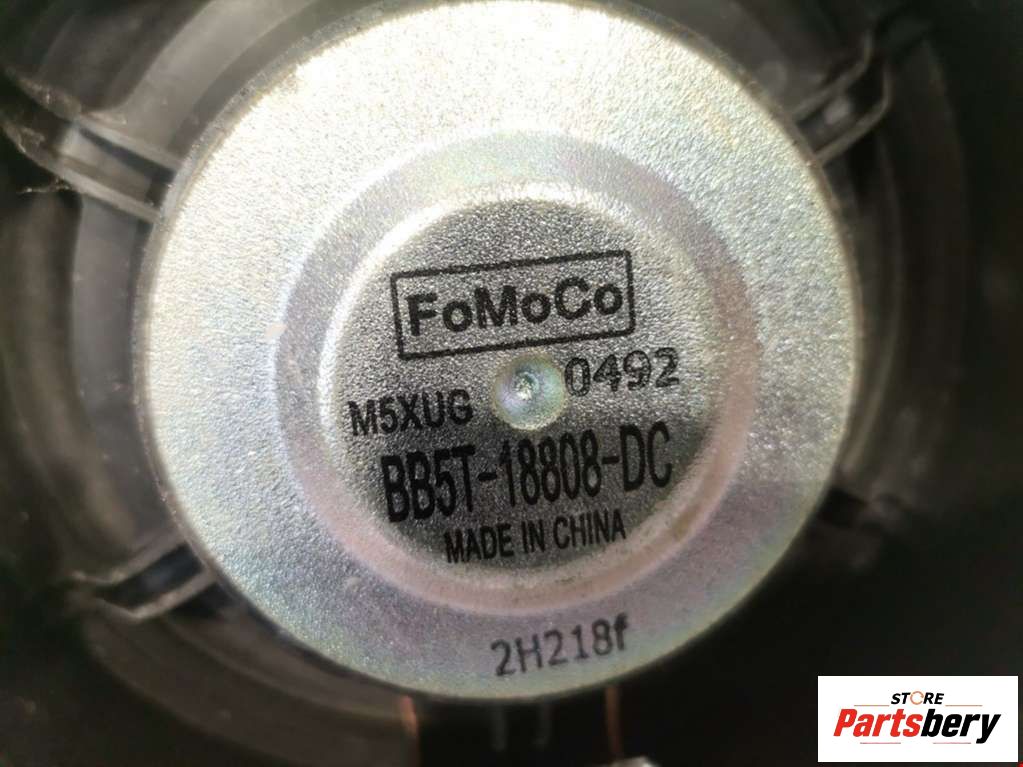 FoMoCo
0492
M5XUG
BB5T-18808-DC
MADE IN CHINA
2H218f
STORE
Partsbery